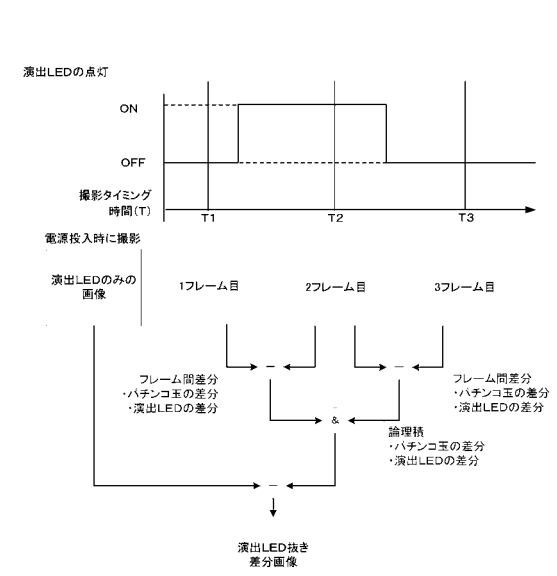 演出LEDの点灯
ON
OFF
撮影タイミング
時間(T)
T1
T2
T3
電源投入時に撮影
演出LEDのみの
画像
1フレーム目
2フレーム目
3フレーム目
フレーム間差分
・パチンコ玉の差分
・演出LEDの差分
フレーム間差分
・パチンコ玉の差分
・演出LEDの差分
&
論理積
・パチンコ玉の差分
・演出LEDの差分
演出LED抜き
差分画像